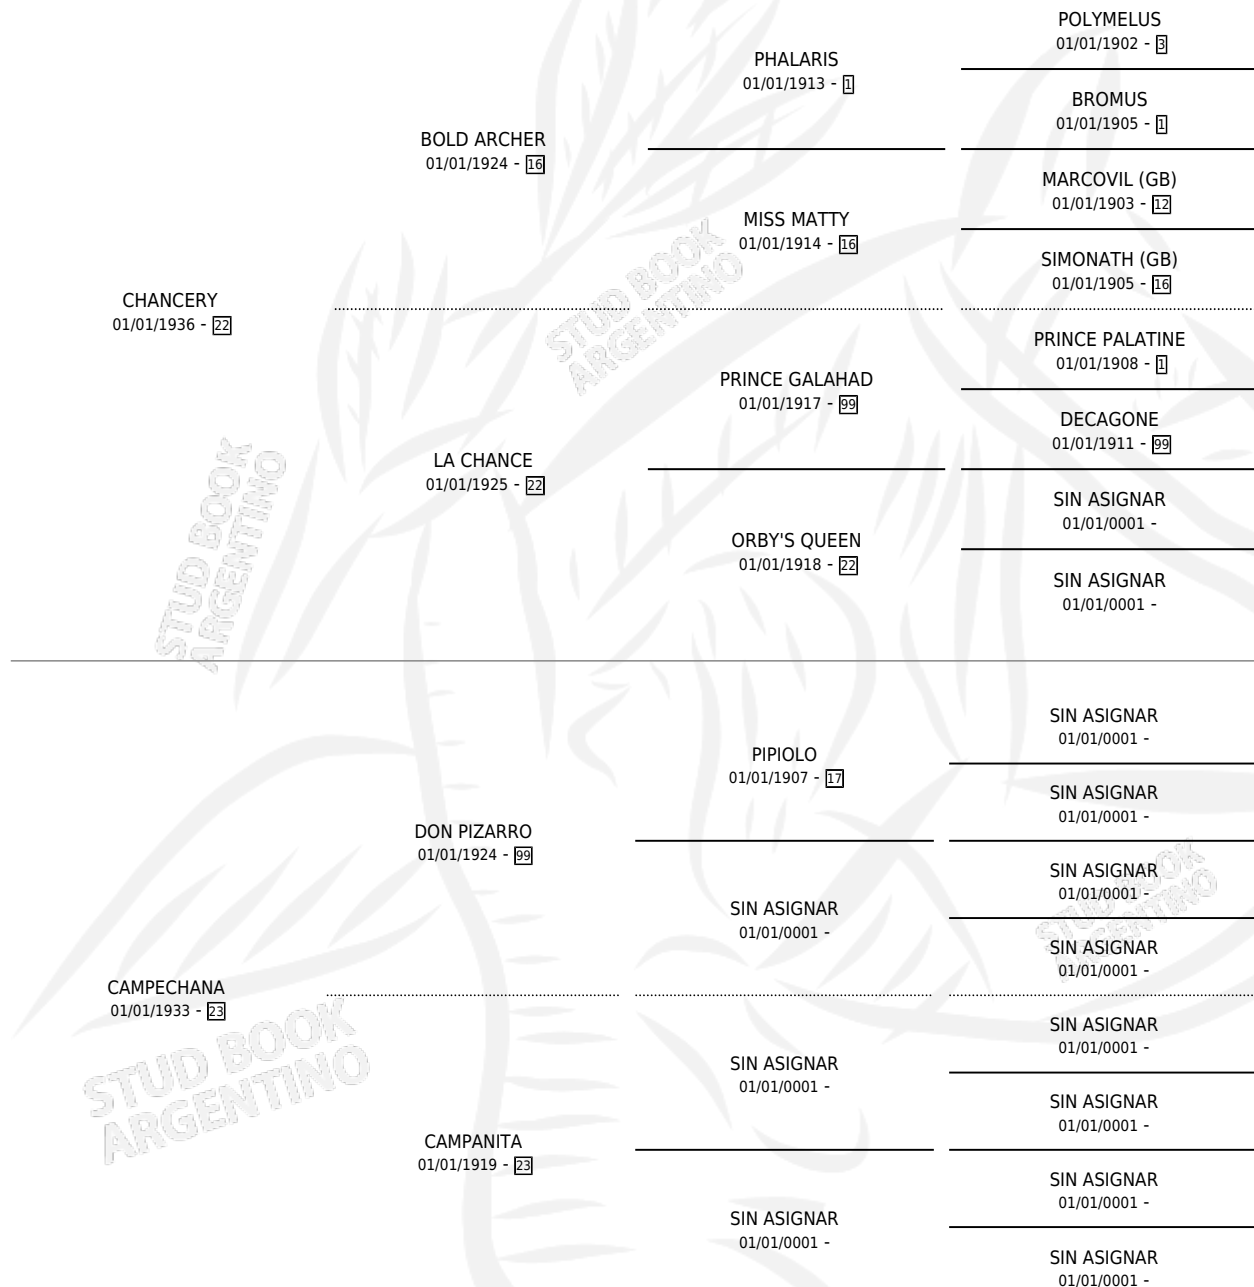 POLYMELUS
01/01/1902 - 3
PHALARIS
01/01/1913 - 1
BROMUS
01/01/1905 - 1
BOLD ARCHER
01/01/1924 - 16
MARCOVIL (GB)
01/01/1903 - 12
MISS MATTY
01/01/1914 - 16
SIMONATH (GB)
01/01/1905 - 16
CHANCERY
01/01/1936 - 22
STUD BOOK
ARGENTINO
PRINCE PALATINE
01/01/1908 - 1
PRINCE GALAHAD
01/01/1917 - 99
DECAGONE
01/01/1911 - 99
LA CHANCE
01/01/1925 - 22
SIN ASIGNAR
01/01/0001 -
ORBY'S QUEEN
01/01/1918 - 22
SIN ASIGNAR
01/01/0001 -
STUD BOOK
ARGENTINO
SIN ASIGNAR
01/01/0001 -
PIPIOLO
01/01/1907 - 17
SIN ASIGNAR
01/01/0001 -
DON PIZARRO
01/01/1924 - 99
SIN ASIGNAR
01/01/0001 -
SIN ASIGNAR
01/01/0001 -
STUD BOOK
ARGENTINO
SIN ASIGNAR
01/01/0001 -
CAMPECHANA
01/01/1933 - 23
SIN ASIGNAR
01/01/0001 -
SIN ASIGNAR
01/01/0001 -
STUD BOOK
ARGENTINO
SIN ASIGNAR
01/01/0001 -
CAMPANITA
01/01/1919 - 23
SIN ASIGNAR
01/01/0001 -
SIN ASIGNAR
01/01/0001 -
SIN ASIGNAR
01/01/0001 -